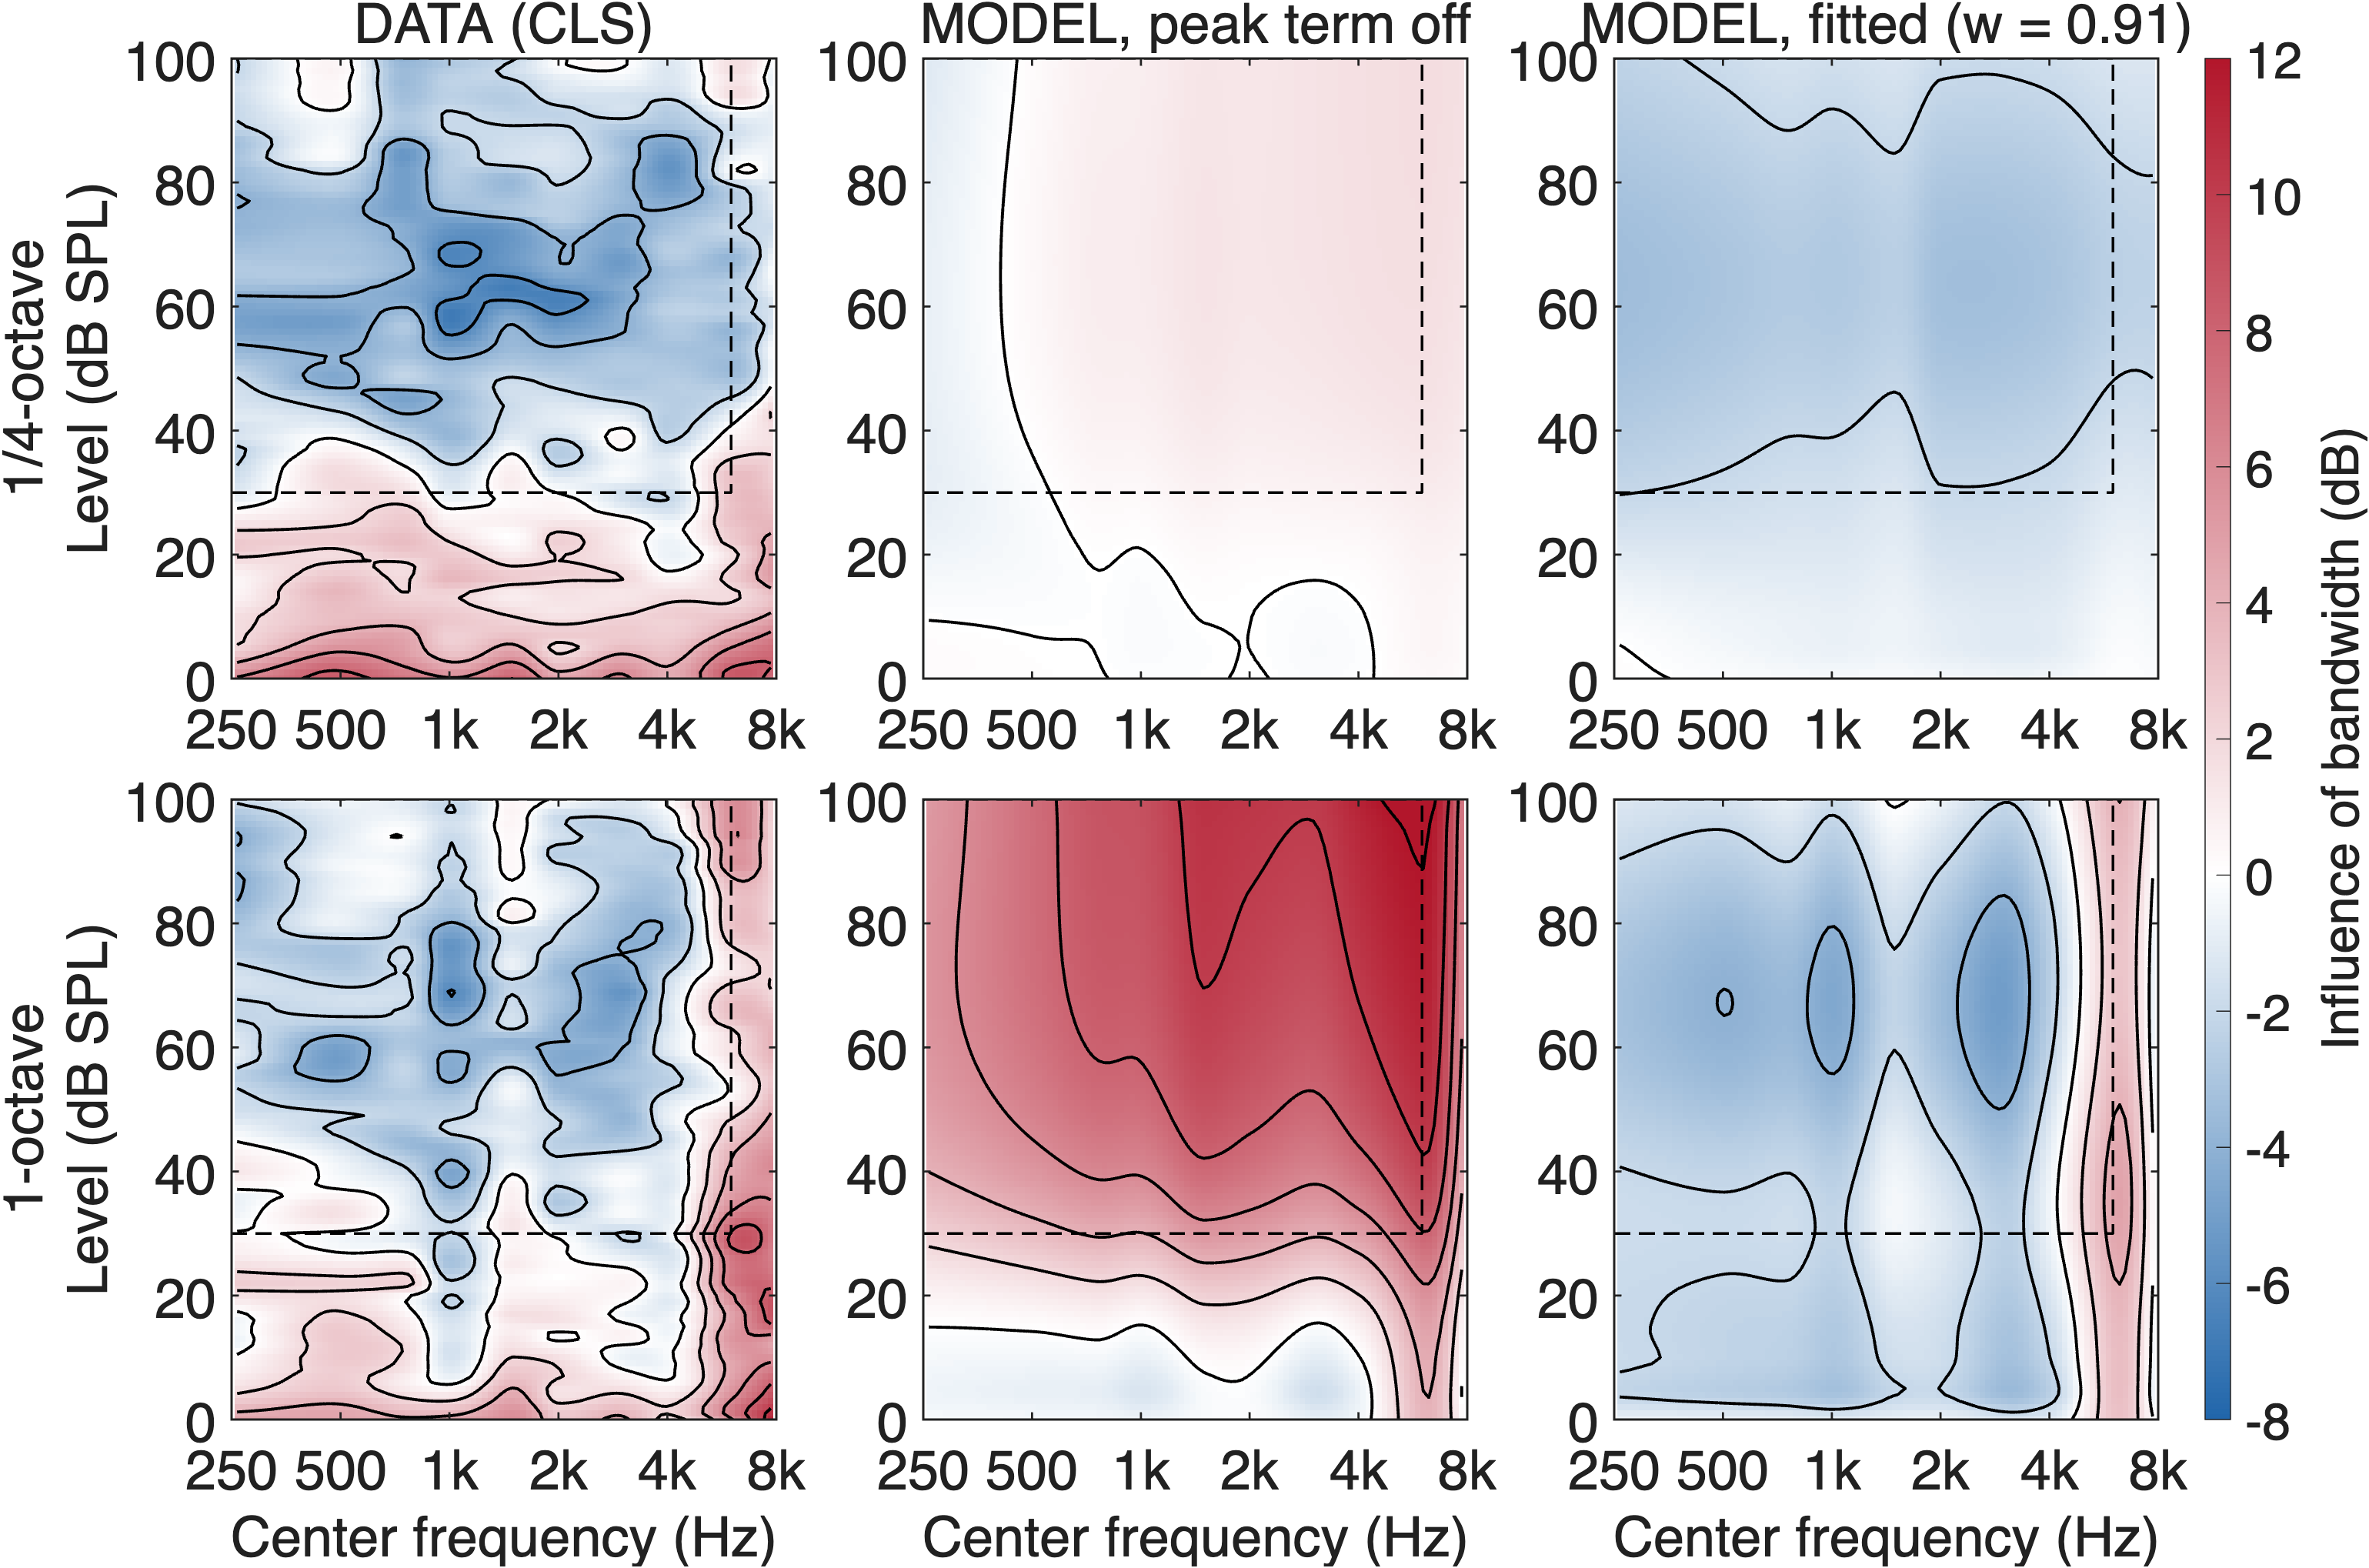 DATA (CLS) MODEL, peak term off MODEL, fitted (w = 0.91)
1/4-octave
Level (dB SPL)
100 100 100 12
80 80 80 10
60 60 60 8
40 40 40 6
20 20 20 4
0 0 0 2
250 500 1k 2k 4k 8k 250 500 1k 2k 4k 8k 250 500 1k 2k 4k 8k
1-octave
Level (dB SPL)
100 100 100 0
80 80 80 -2
60 60 60 -4
40 40 40 -6
20 20 20 -8
0 0 0
250 500 1k 2k 4k 8k 250 500 1k 2k 4k 8k 250 500 1k 2k 4k 8k
Center frequency (Hz) Center frequency (Hz) Center frequency (Hz)
Influence of bandwidth (dB)